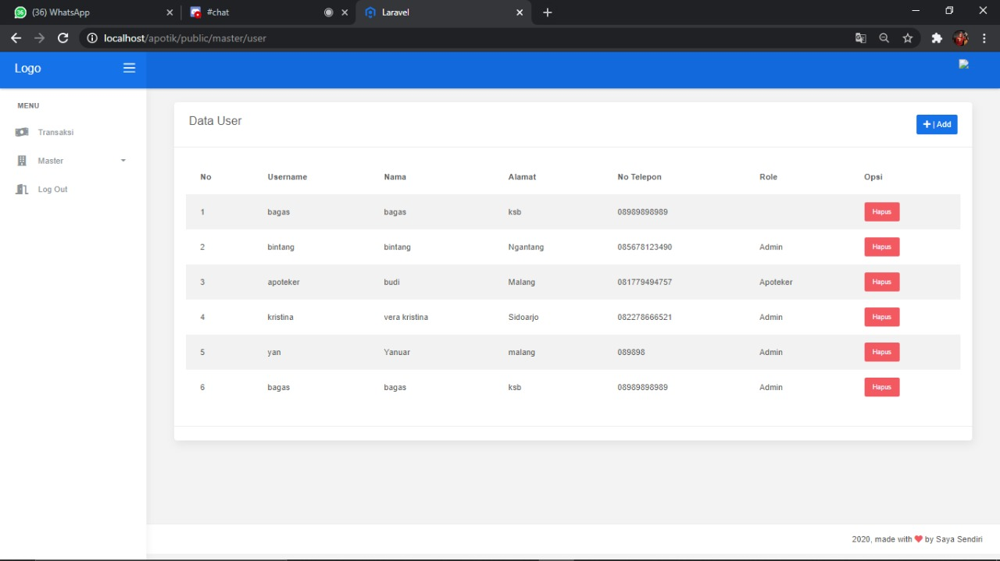 (36) WhatsApp
#chat
Laravel
localhost/apotik/public/master/user
Logo
MENU
Transaksi
Master
Log Out
Data User
+ | Add
No Username Nama Alamat No Telepon Role Opsi
1 bagas bagas ksb 08989898989 Hapus
2 bintang bintang Ngantang 085678123490 Admin Hapus
3 apoteker budi Malang 081779494757 Apoteker Hapus
4 kristina vera kristina Sidoarjo 082278666521 Admin Hapus
5 yan Yanuar malang 089898 Admin Hapus
6 bagas bagas ksb 08989898989 Admin Hapus
2020, made with ❤ by Saya Sendiri